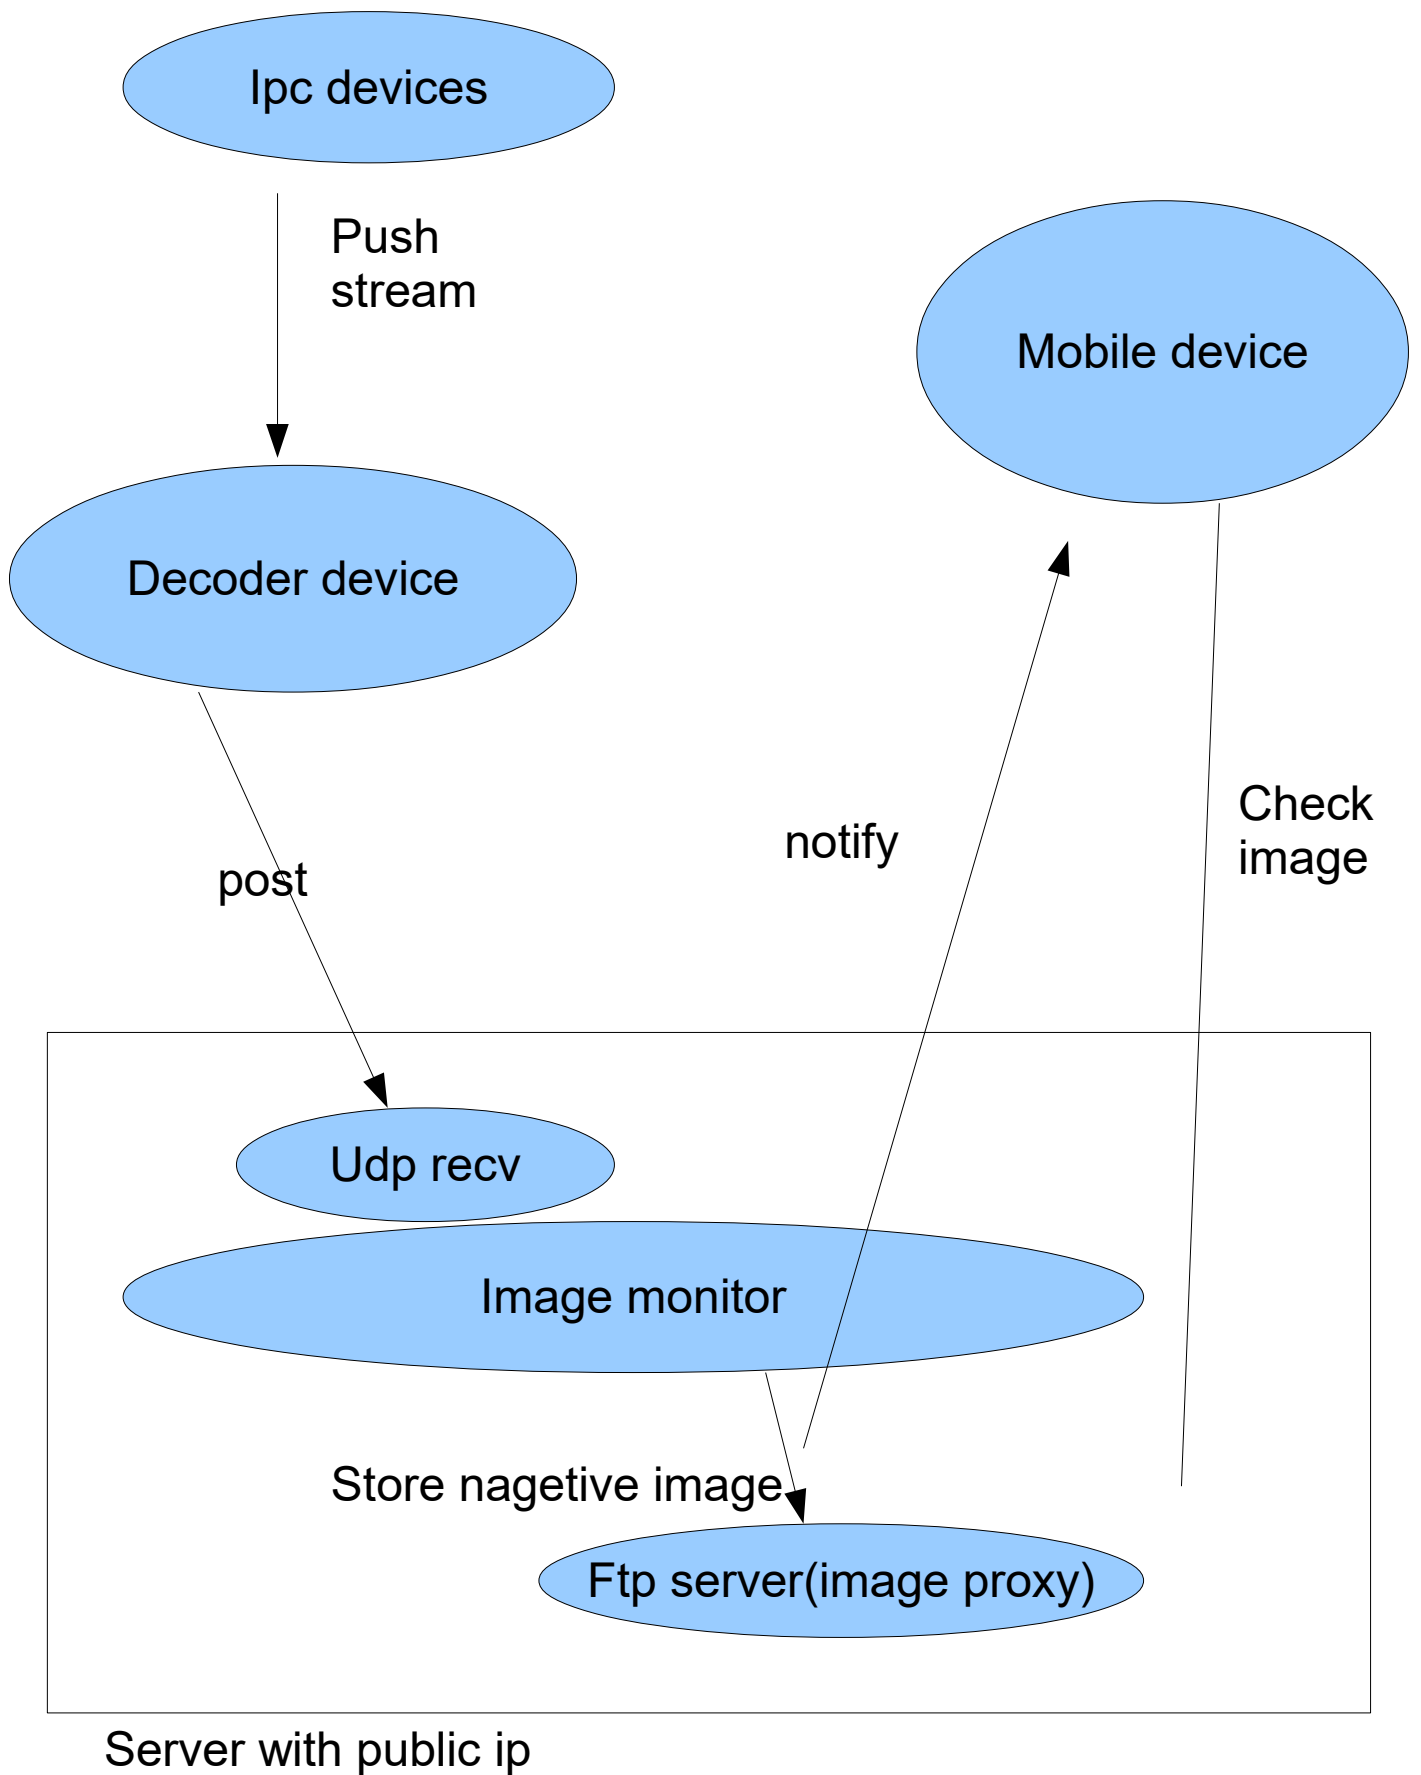 Ipc devices
Push
stream
Mobile device
Decoder device
Check
image
notify
post
Udp recv
Image monitor
Store nagetive image
Ftp server(image proxy)
Server with public ip